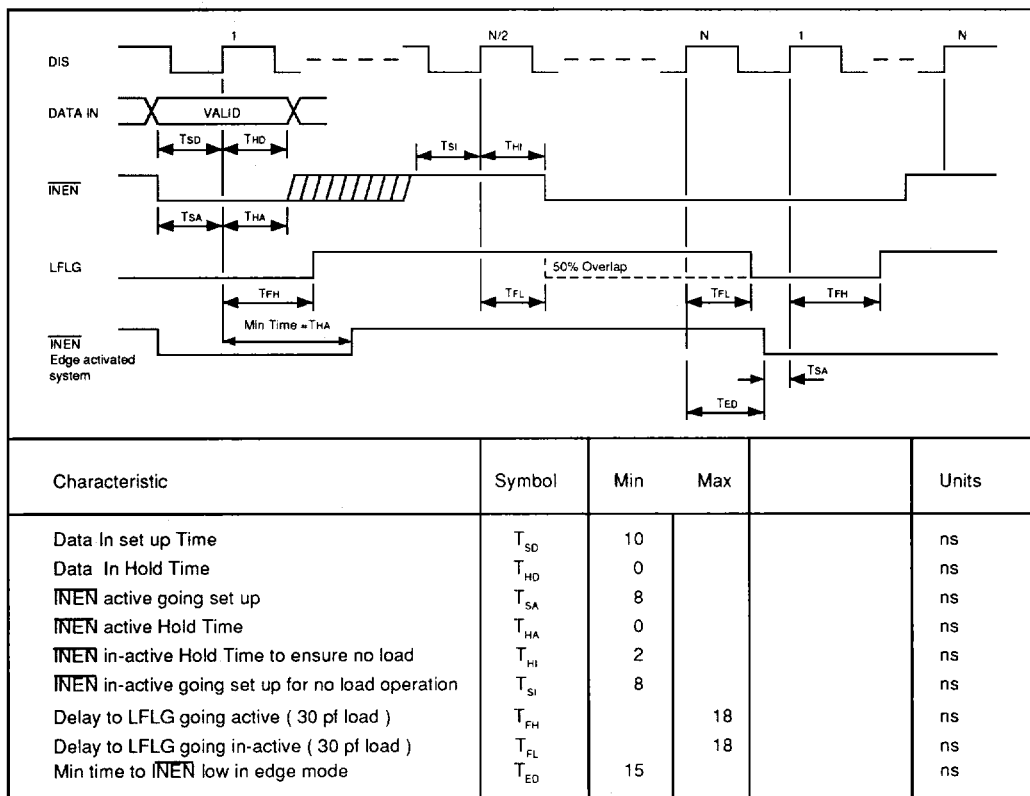 1 N/2 N 1 N
DIS
DATA IN VALID
TSD THD TSI THI
INEN
TSA THA
LFLG 50% Overlap
TFH TFL TFL TFH
Min Time = THA
INEN
Edge activated
system
TSA
TED
Characteristic Symbol Min Max Units
Data In set up Time TSD 10 ns
Data In Hold Time THD 0 ns
INEN active going set up TSA 8 ns
INEN active Hold Time THA 0 ns
INEN in-active Hold Time to ensure no load THI 2 ns
INEN in-active going set up for no load operation TSI 8 ns
Delay to LFLG going active ( 30 pf load ) TFH 18 ns
Delay to LFLG going in-active ( 30 pf load ) TFL 18 ns
Min time to INEN low in edge mode TED 15 ns